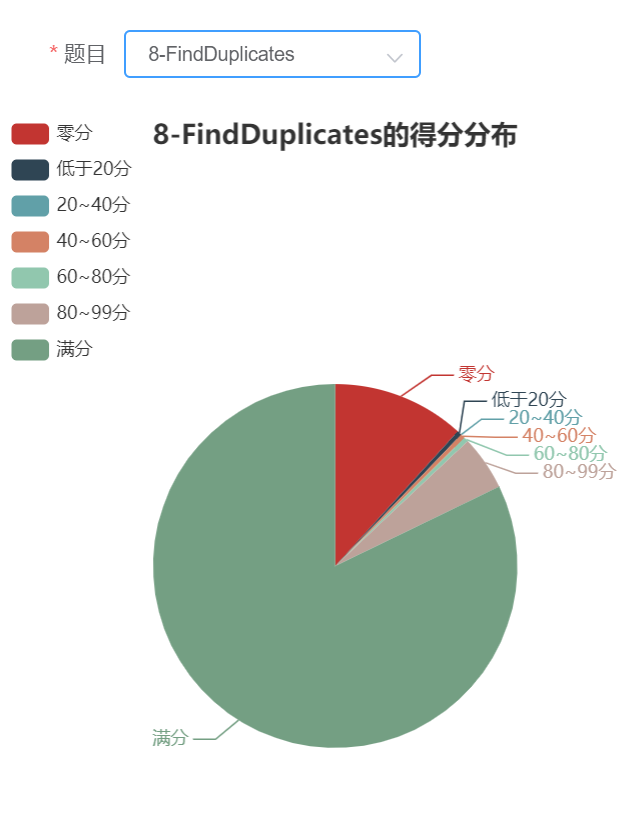 * 题目 8-FindDuplicates
8-FindDuplicates的得分分布
零分
低于20分
20~40分
40~60分
60~80分
80~99分
满分
零分
低于20分
20~40分
40~60分
60~80分
80~99分
满分